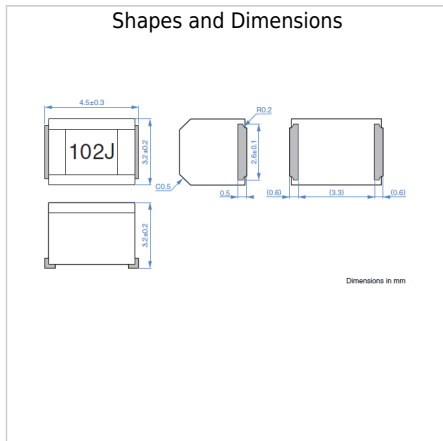 Shapes and Dimensions
4.5±0.3
102J
3.2±0.2
R0.2
2.6±0.1
C0.5
0.5
(0.6)
(3.3)
(0.6)
3.2±0.2
Dimensions in mm